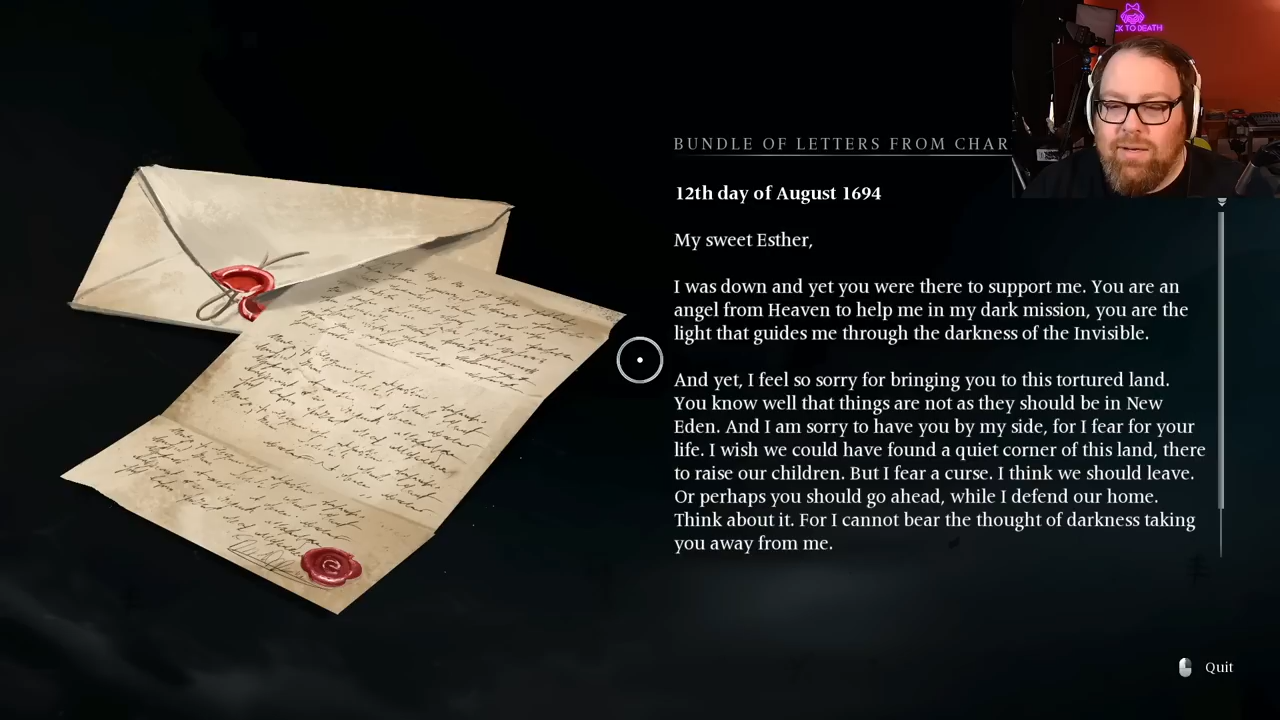 CK TO DEATH
BUNDLE OF LETTERS FROM CHAR
12th day of August 1694
My sweet Esther,
I was down and yet you were there to support me. You are an
angel from Heaven to help me in my dark mission, you are the
light that guides me through the darkness of the Invisible.
And yet, I feel so sorry for bringing you to this tortured land.
You know well that things are not as they should be in New
Eden. And I am sorry to have you by my side, for I fear for your
life. I wish we could have found a quiet corner of this land, there
to raise our children. But I fear a curse. I think we should leave.
Or perhaps you should go ahead, while I defend our home.
Think about it. For I cannot bear the thought of darkness taking
you away from me.
Quit